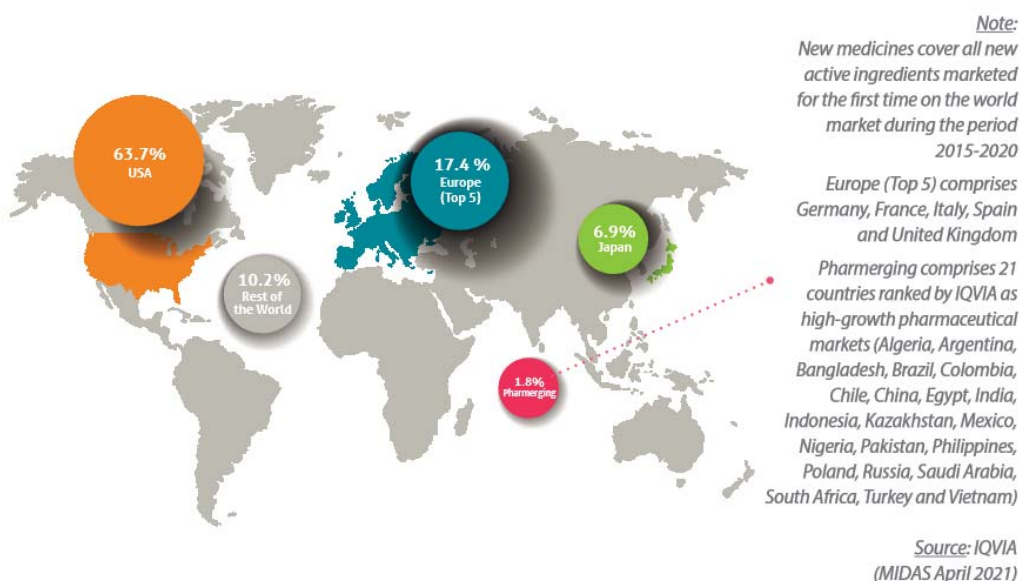 63.7%
USA
17.4 %
Europe
(Top 5)
6.9%
Japan
10.2%
Rest of
the World
1.8%
Pharmerging
Note:
New medicines cover all new
active ingredients marketed
for the first time on the world
market during the period
2015-2020
Europe (Top 5) comprises
Germany, France, Italy, Spain
and United Kingdom
Pharmerging comprises 21
countries ranked by IQVIA as
high-growth pharmaceutical
markets (Algeria, Argentina,
Bangladesh, Brazil, Colombia,
Chile, China, Egypt, India,
Indonesia, Kazakhstan, Mexico,
Nigeria, Pakistan, Philippines,
Poland, Russia, Saudi Arabia,
South Africa, Turkey and Vietnam)
Source: IQVIA
(MIDAS April 2021)